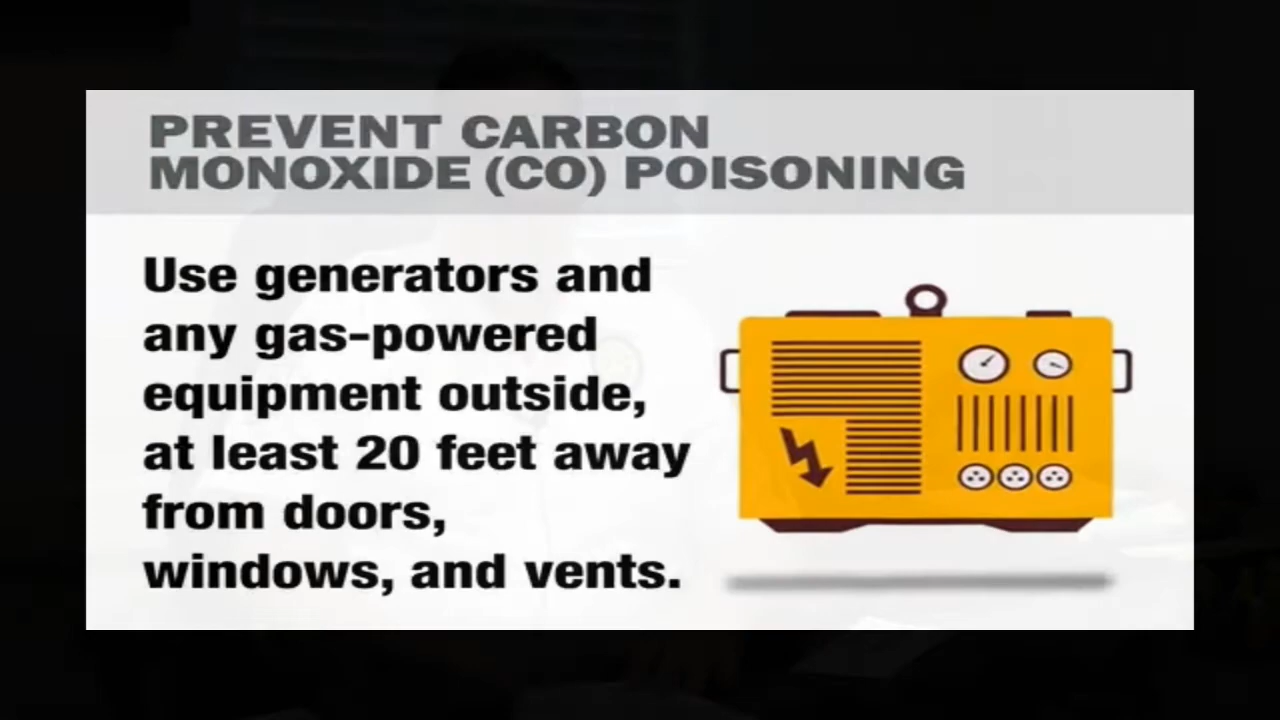 PREVENT CARBON
MONOXIDE (CO) POISONING
Use generators and
any gas-powered
equipment outside,
at least 20 feet away
from doors,
windows, and vents.